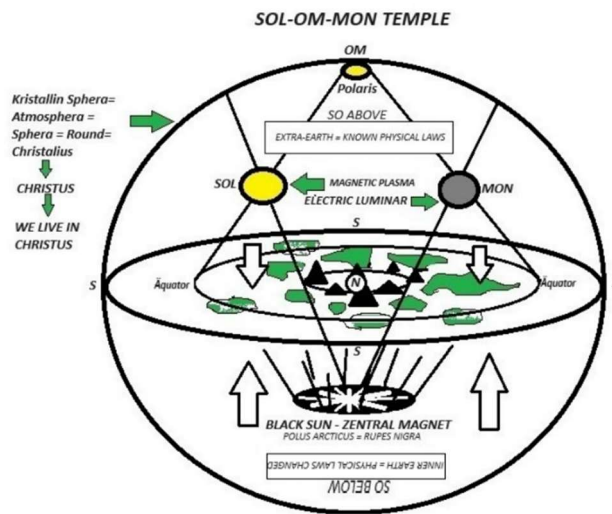 SOL-OM-MON TEMPLE
OM
Polaris
Kristallin Sphera=
Atmosphera =
Sphera = Round=
Christalius
CHRISTUS
WE LIVE IN
CHRISTUS
SO ABOVE
EXTRA-EARTH = KNOWN PHYSICAL LAWS
SOL
MAGNETIC PLASMA
ELECTRIC LUMINAR
MON
S
S
Äquator
N
Äquator
S
S
BLACK SUN - ZENTRAL MAGNET
POLUS ARCTICUS = RUPES NIGRA
INNER EARTH = PHYSICAL LAWS CHANGED
SO BELOW